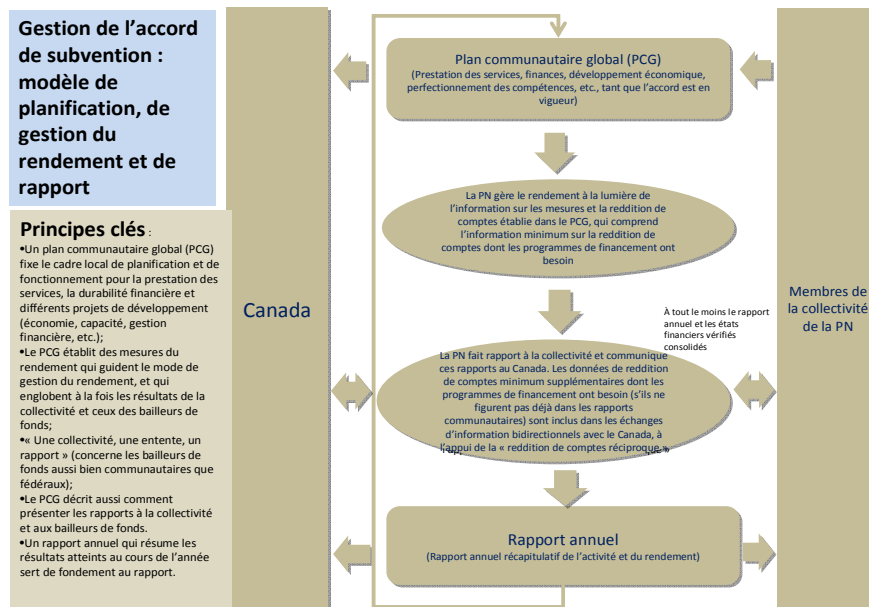 Gestion de l’accord
de subvention :
modèle de
planification, de
gestion du
rendement et de
rapport
Principes clés :
•Un plan communautaire global (PCG)
fixe le cadre local de planification et de
fonctionnement pour la prestation des
services, la durabilité financière et
différents projets de développement
(économie, capacité, gestion
financière, etc.);
•Le PCG établit des mesures du
rendement qui guident le mode de
gestion du rendement, et qui
englobent à la fois les résultats de la
collectivité et ceux des bailleurs de
fonds;
•« Une collectivité, une entente, un
rapport » (concerne les bailleurs de
fonds aussi bien communautaires que
fédéraux);
•Le PCG décrit aussi comment
présenter les rapports à la collectivité
et aux bailleurs de fonds.
•Un rapport annuel qui résume les
résultats atteints au cours de l’année
sert de fondement au rapport.
Canada
Plan communautaire global (PCG)
(Prestation des services, finances, développement économique,
perfectionnement des compétences, etc., tant que l’accord est en
vigueur)
La PN gère le rendement à la lumière de
l’information sur les mesures et la reddition de
comptes établie dans le PCG, qui comprend
l’information minimum sur la reddition de
comptes dont les programmes de financement ont
besoin
À tout le moins le rapport
annuel et les états
financiers vérifiés
consolidés
La PN fait rapport à la collectivité et communique
ces rapports au Canada. Les données de reddition
de comptes minimum supplémentaires dont les
programmes de financement ont besoin (s’ils ne
figurent pas déjà dans les rapports
communautaires) sont inclus dans les échanges
d’information bidirectionnels avec le Canada, à
l’appui de la « reddition de comptes réciproque »
Rapport annuel
(Rapport annuel récapitulatif de l’activité et du rendement)
Membres de
la collectivité
de la PN